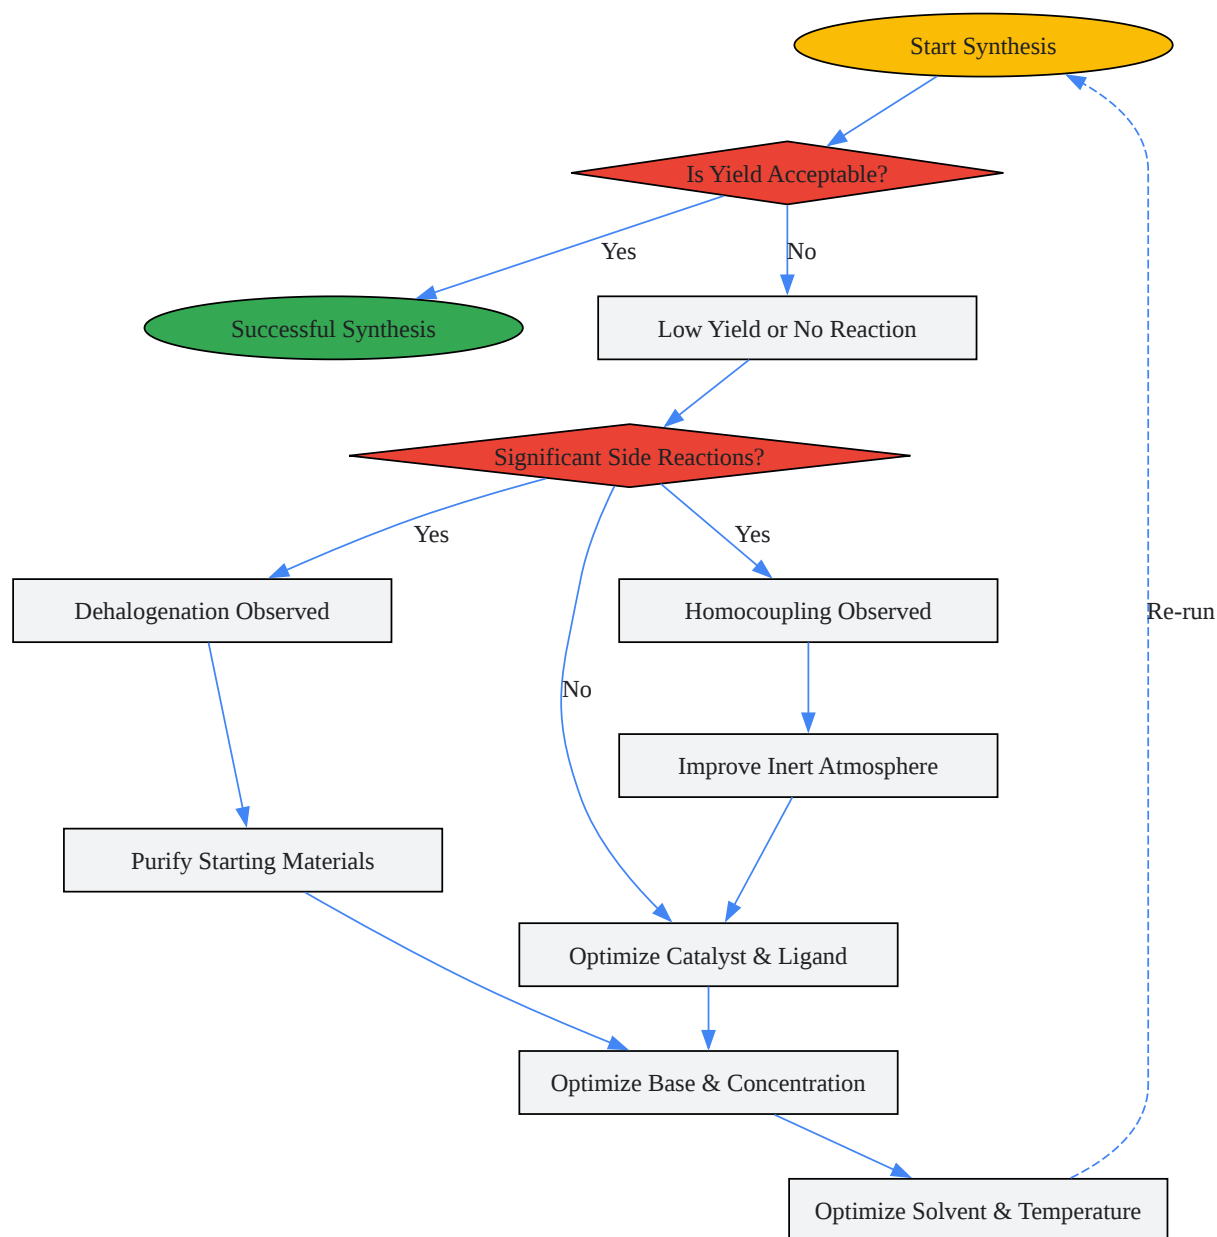 Start Synthesis
Is Yield Acceptable?
Yes
No
Successful Synthesis
Low Yield or No Reaction
Significant Side Reactions?
Yes
Yes
Dehalogenation Observed
Homocoupling Observed
Re-run
No
Improve Inert Atmosphere
Purify Starting Materials
Optimize Catalyst & Ligand
Optimize Base & Concentration
Optimize Solvent & Temperature